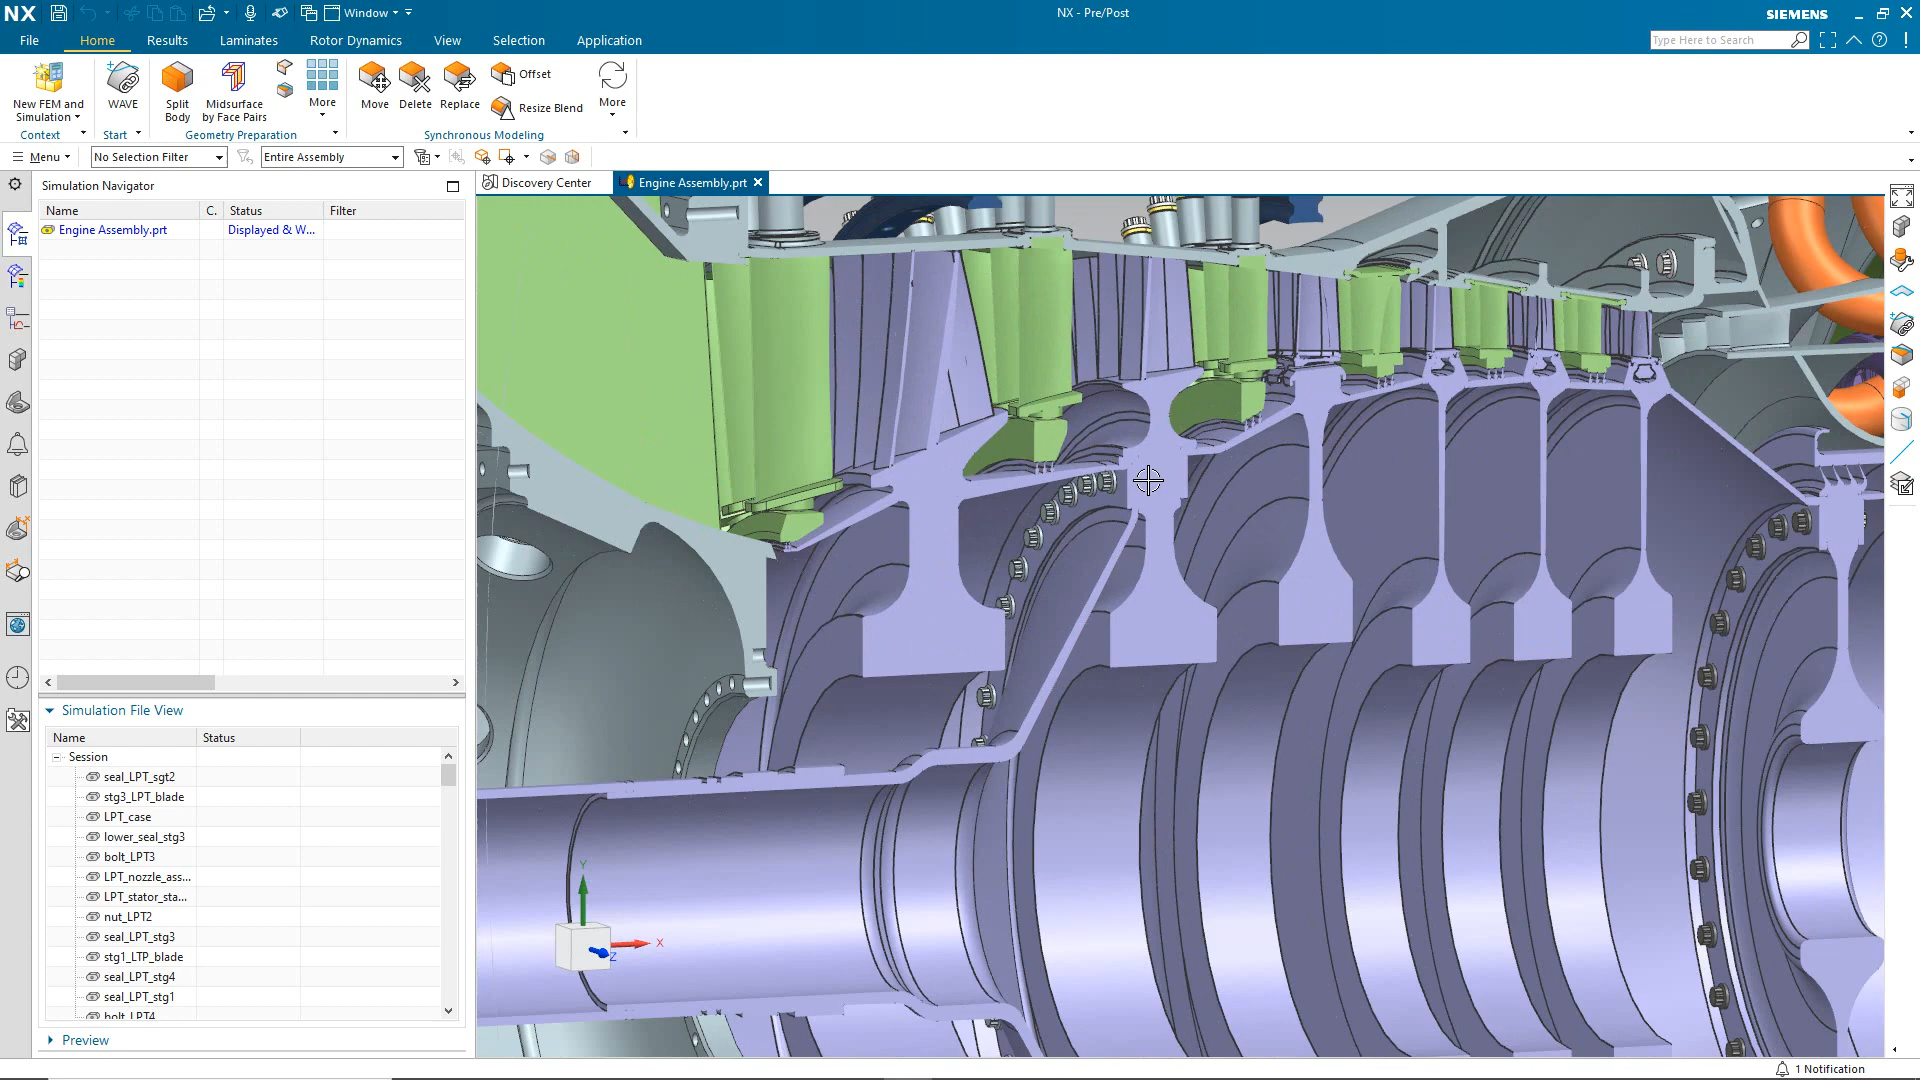 NX
Window
NX - Pre/Post
SIEMENS
File
Home
Results
Laminates
Rotor Dynamics
View
Selection
Application
Type Here to Search
New FEM and
Simulation
WAVE
Split
Body
Midsurface
by Face Pairs
More
Move
Delete
Replace
Offset
Resize Blend
More
Context
Start
Geometry Preparation
Synchronous Modeling
Menu
No Selection Filter
Entire Assembly
Simulation Navigator
Discovery Center
Engine Assembly.prt
Name
C.
Status
Filter
Engine Assembly.prt
Displayed & W...
Simulation File View
Name
Status
Session
seal_LPT_sgt2
stg3_LPT_blade
LPT_case
lower_seal_stg3
bolt_LPT3
LPT_nozzle_ass...
LPT_stator_sta...
nut_LPT2
seal_LPT_stg3
stg1_LTP_blade
seal_LPT_stg4
seal_LPT_stg1
bolt_LPT4
Preview
Y
X
Z
1 Notification